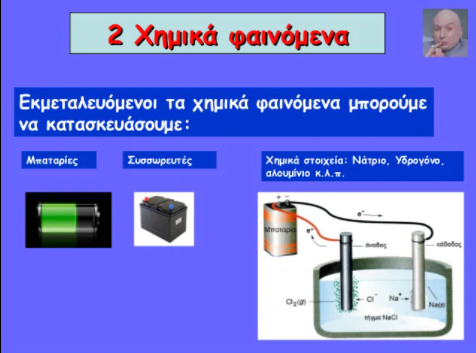 2 Χημικά φαινόμενα
Εκμεταλευόμενοι τα χημικά φαινόμενα μπορούμε
να κατασκευάσουμε:
Μπαταρίες
Συσσωρευτές
Χημικά στοιχεία: Νάτριο, Υδρογόνο,
αλουμίνιο κ.λ.π.
+ -
e⁻
Μπαταρία
e⁻
άνοδος
κάθοδος
Cl₂(g)
Cl⁻
Na⁺
Na(l)
τήγμα NaCl